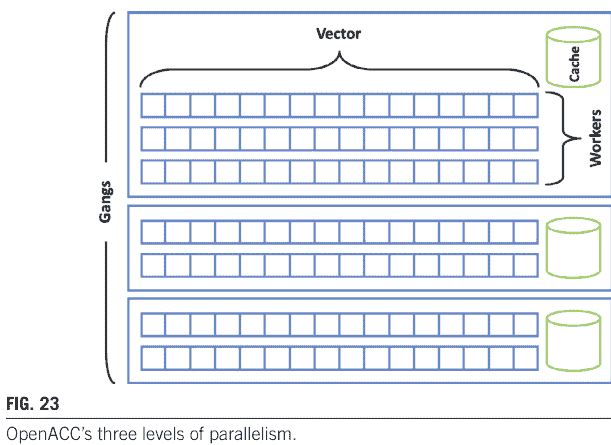 Vector
Cache
Workers
Gangs
FIG. 23
OpenACC's three levels of parallelism.